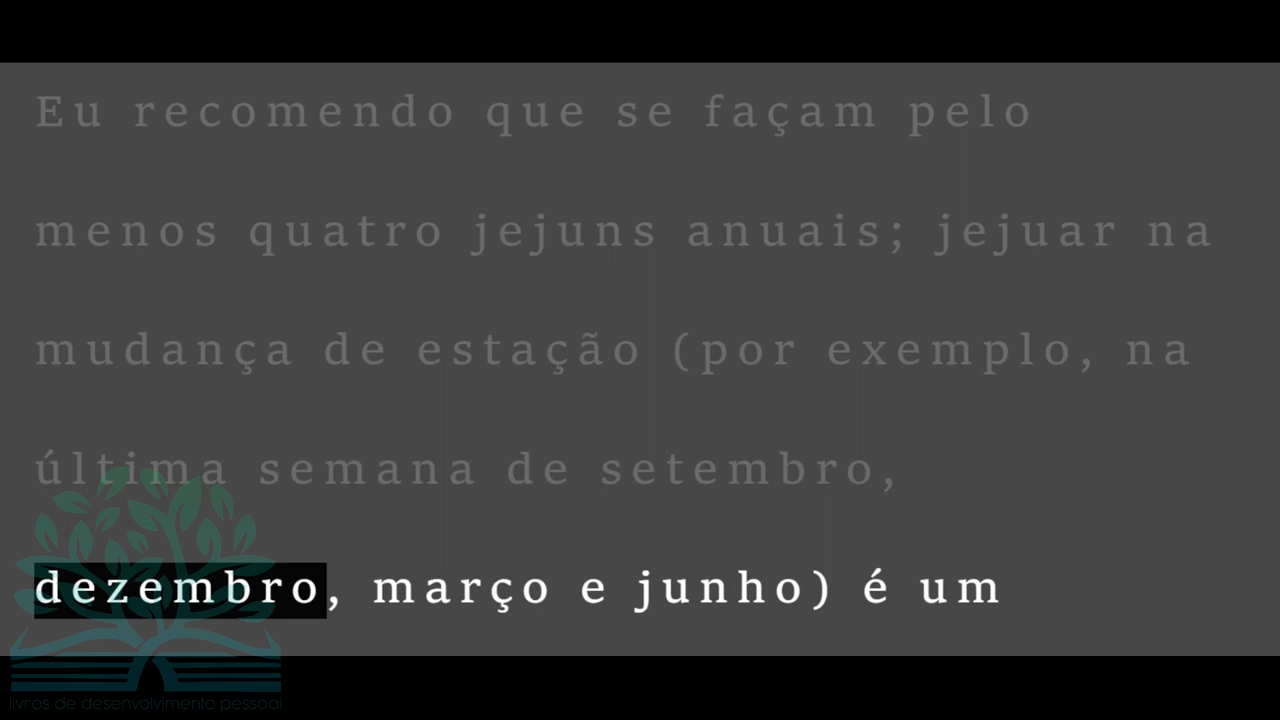 Eu recomendo que se façam pelo
menos quatro jejuns anuais; jejuar na
mudança de estação (por exemplo, na
última semana de setembro,
dezembro, março e junho) é um
livros de desenvolvimento pessoal